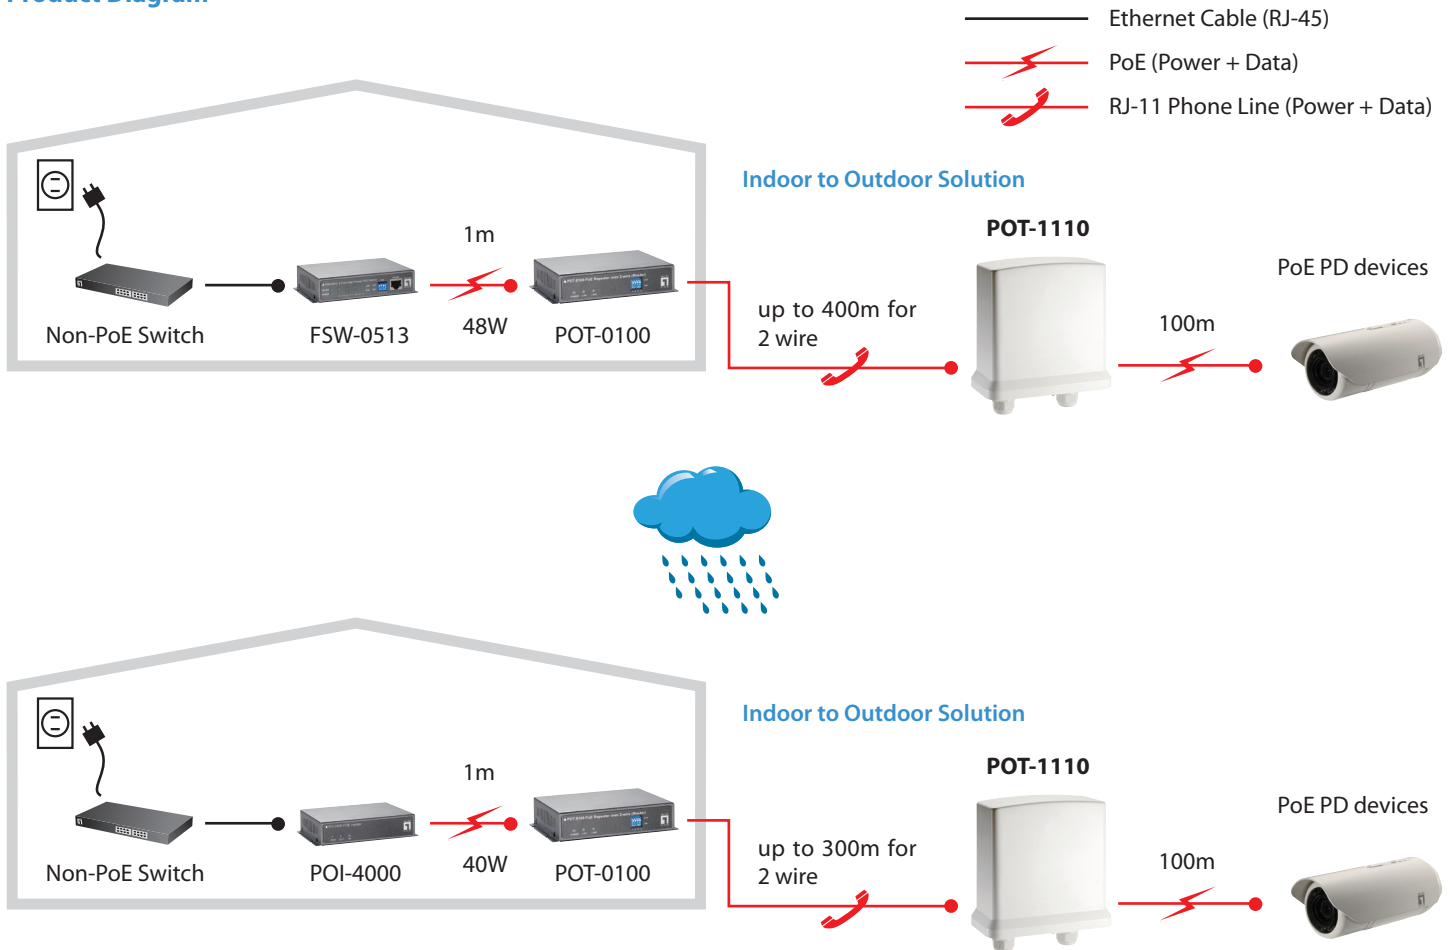 Product Diagram
Ethernet Cable (RJ-45)
PoE (Power + Data)
RJ-11 Phone Line (Power + Data)
Indoor to Outdoor Solution
POT-1110
PoE PD devices
1m
48W
Non-PoE Switch
FSW-0513
POT-0100
up to 400m for
2 wire
100m
Indoor to Outdoor Solution
POT-1110
PoE PD devices
1m
40W
Non-PoE Switch
POI-4000
POT-0100
up to 300m for
2 wire
100m